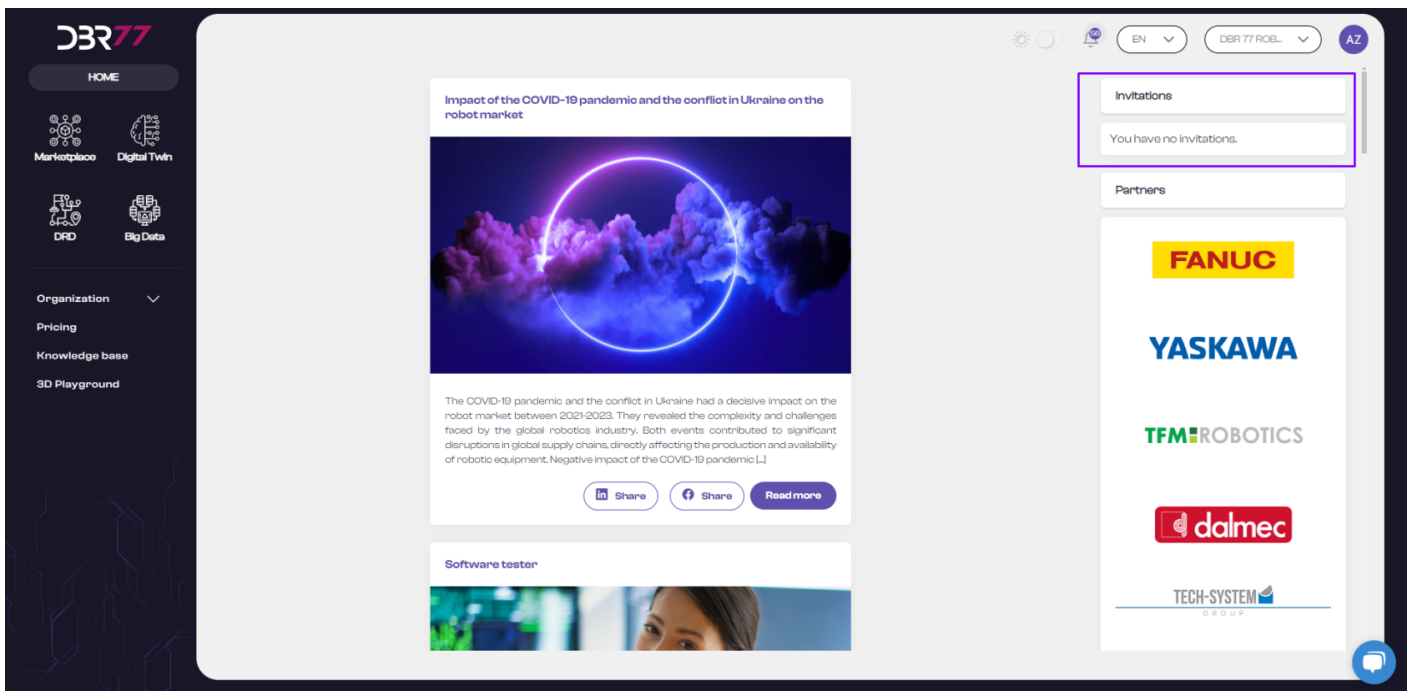 DBR77
HOME
Marketplace
Digital Twin
DRD
Big Data
Organization
Pricing
Knowledge base
3D Playground
58
EN
DBR 77 ROB...
AZ
Impact of the COVID-19 pandemic and the conflict in Ukraine on the
robot market
The COVID-19 pandemic and the conflict in Ukraine had a decisive impact on the
robot market between 2021-2023. They revealed the complexity and challenges
faced by the global robotics industry. Both events contributed to significant
disruptions in global supply chains, directly affecting the production and availability
of robotic equipment. Negative impact of the COVID-19 pandemic [...]
in Share
Share
Read more
Software tester
Invitations
You have no invitations.
Partners
FANUC
YASKAWA
TFM ROBOTICS
dalmec
TECH-SYSTEM
GROUP